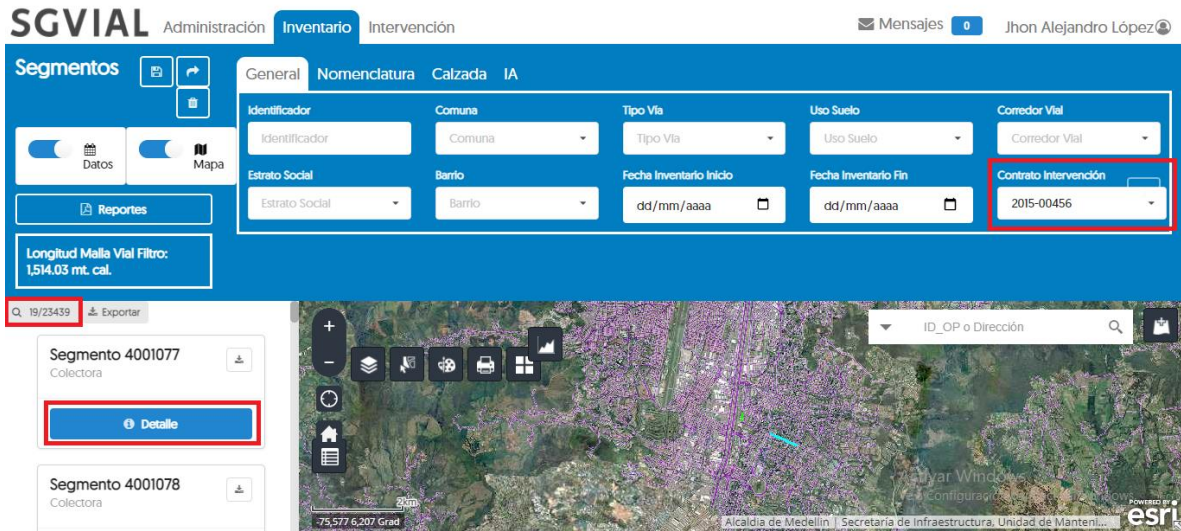 SGVIAL Administración Inventario Intervención Mensajes 0 Jhon Alejandro López
Segmentos
General Nomenclatura Calzada IA
Identificador Comuna Tipo Vía Uso Suelo Corredor Vial
Identificador Comuna Tipo Vía Uso Suelo Corredor Vial
Datos Mapa
Estrato Social Barrio Fecha Inventario Inicio Fecha Inventario Fin Contrato Intervención
Estrato Social Barrio dd/mm/aaaa dd/mm/aaaa 2015-00456
Reportes
Longitud Malla Vial Filtro:
1,514.03 mt. cal.
19/23439 Exportar
ID_OP o Dirección
Segmento 4001077
Colectora
Detalle
Segmento 4001078
Colectora
2km
-75,577 6,207 Grad
Alcaldía de Medellín | Secretaría de Infraestructura, Unidad de Manteni...
POWERED BY
esri